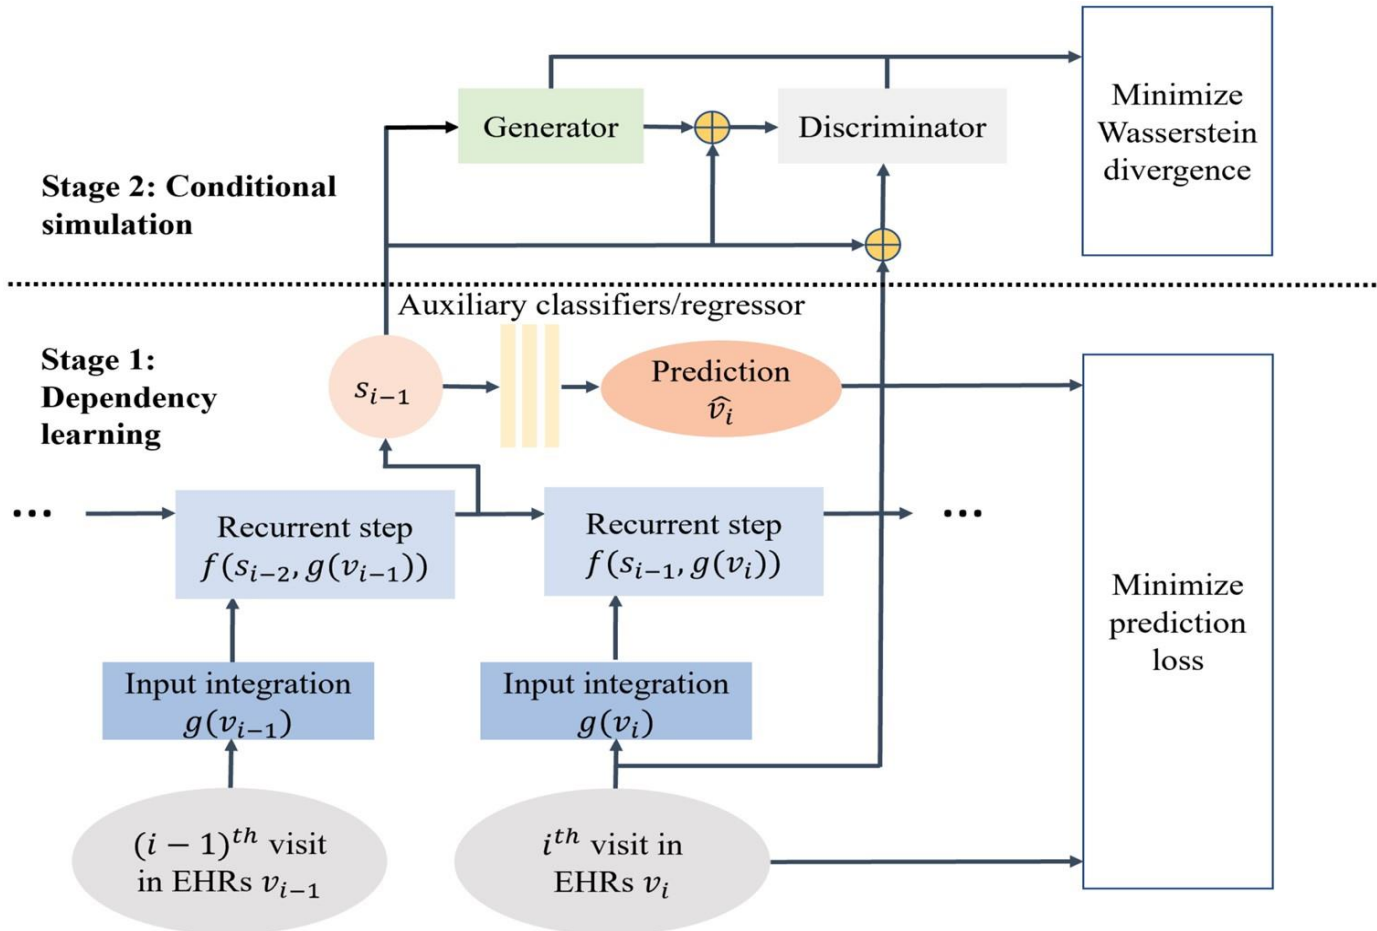 Generator
Discriminator
Minimize
Wasserstein
divergence
Stage 2: Conditional
simulation
Auxiliary classifiers/regressor
Stage 1:
Dependency
learning
s_{i−1}
Prediction
\hat{v_i}
...
Recurrent step
f(s_{i−2}, g(v_{i−1}))
Recurrent step
f(s_{i−1}, g(v_i))
...
Minimize
prediction
loss
Input integration
g(v_{i−1})
Input integration
g(v_i)
(i − 1)^{th} visit
in EHRs v_{i−1}
i^{th} visit in
EHRs v_i